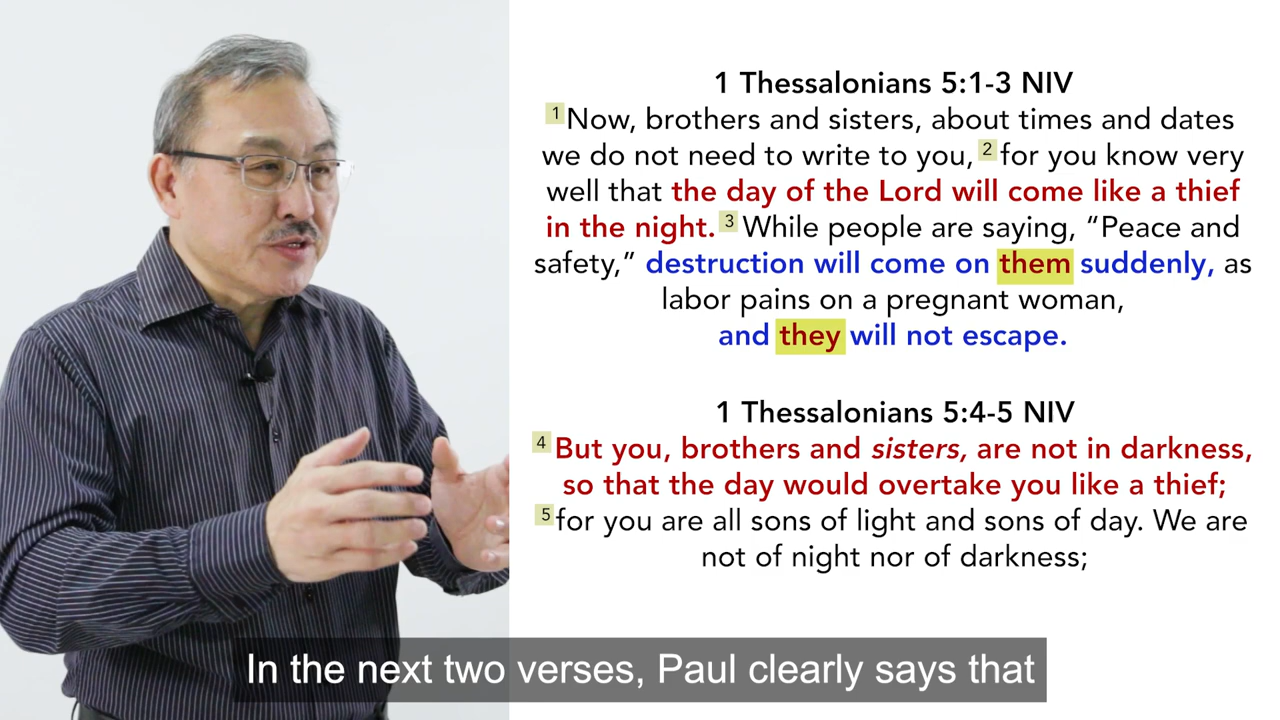 1 Thessalonians 5:1-3 NIV
1 Now, brothers and sisters, about times and dates
we do not need to write to you, 2 for you know very
well that the day of the Lord will come like a thief
in the night. 3 While people are saying, “Peace and
safety,” destruction will come on them suddenly, as
labor pains on a pregnant woman,
and they will not escape.
1 Thessalonians 5:4-5 NIV
4 But you, brothers and sisters, are not in darkness,
so that the day would overtake you like a thief;
5 for you are all sons of light and sons of day. We are
not of night nor of darkness;
In the next two verses, Paul clearly says that